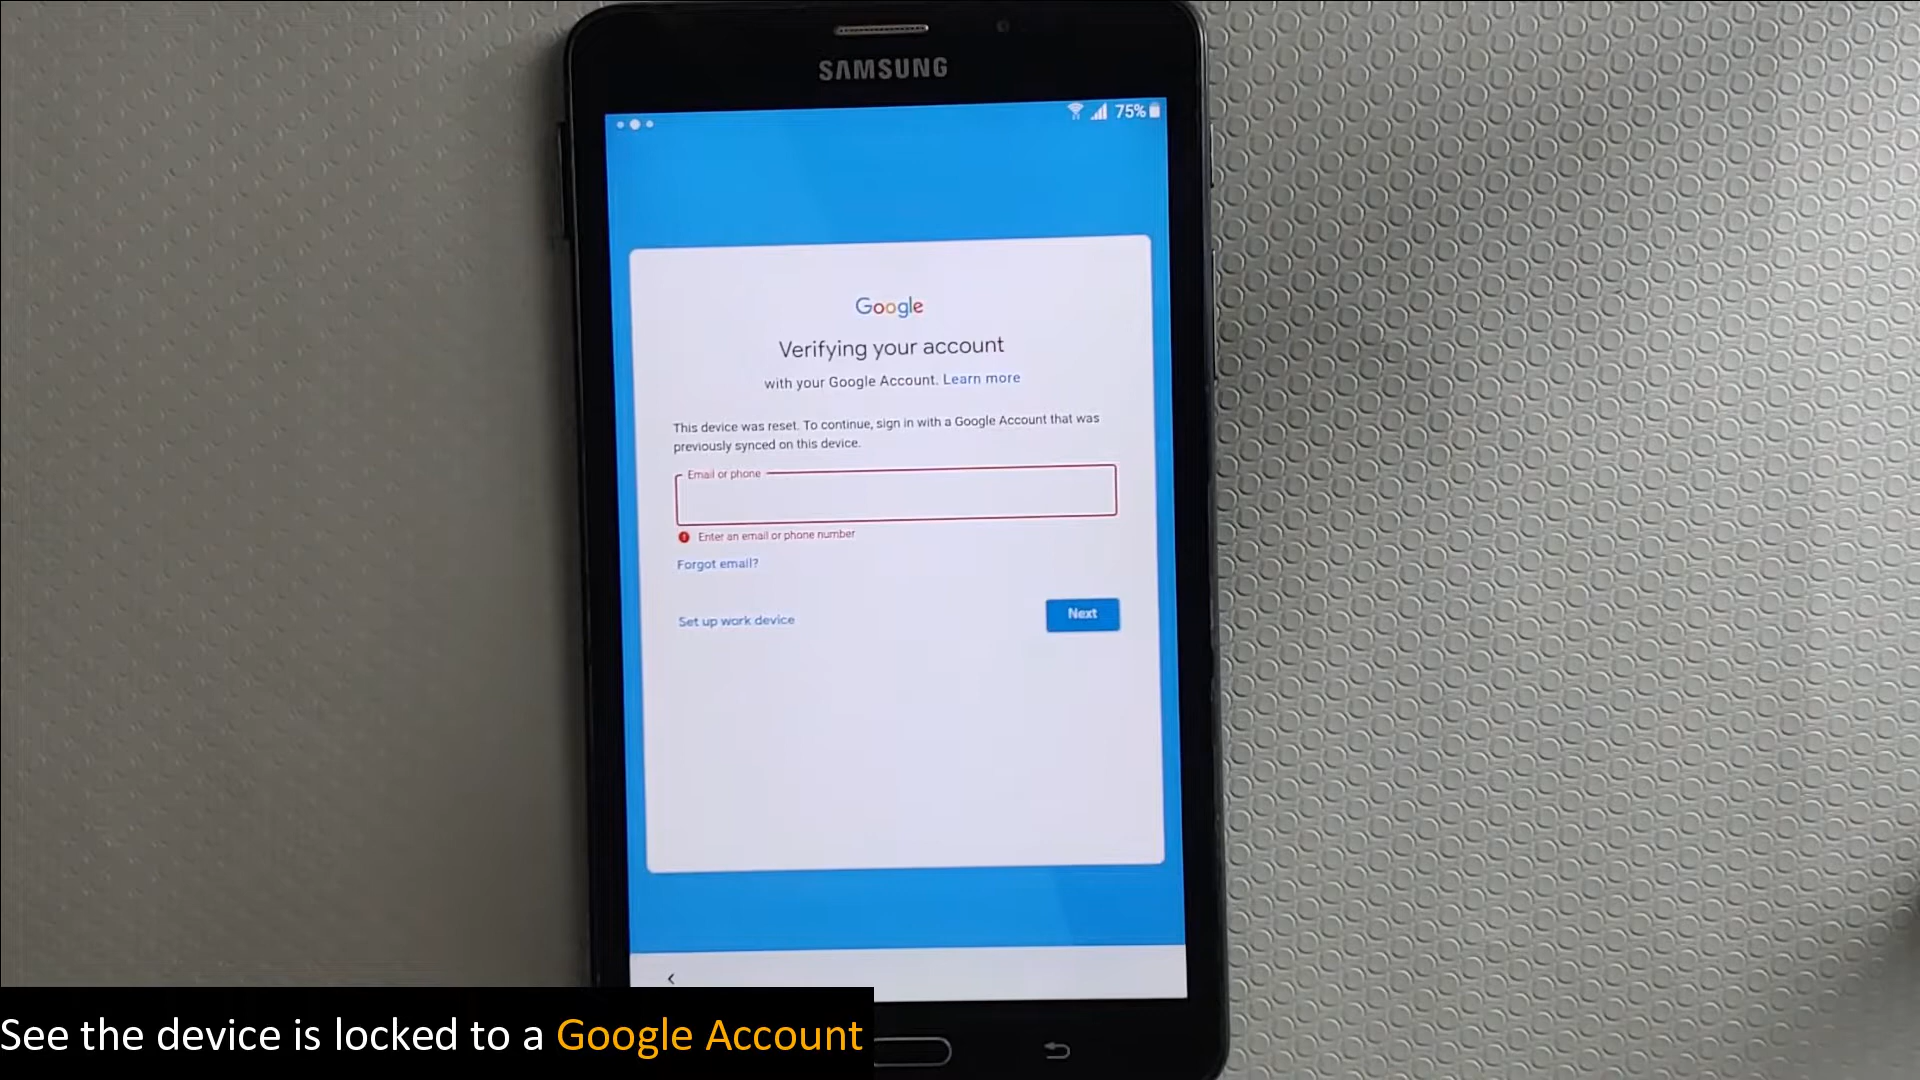 SAMSUNG
75%
Google
Verifying your account
with your Google Account. Learn more
This device was reset. To continue, sign in with a Google Account that was
previously synced on this device.
Email or phone
Enter an email or phone number
Forgot email?
Set up work device
Next
See the device is locked to a Google Account